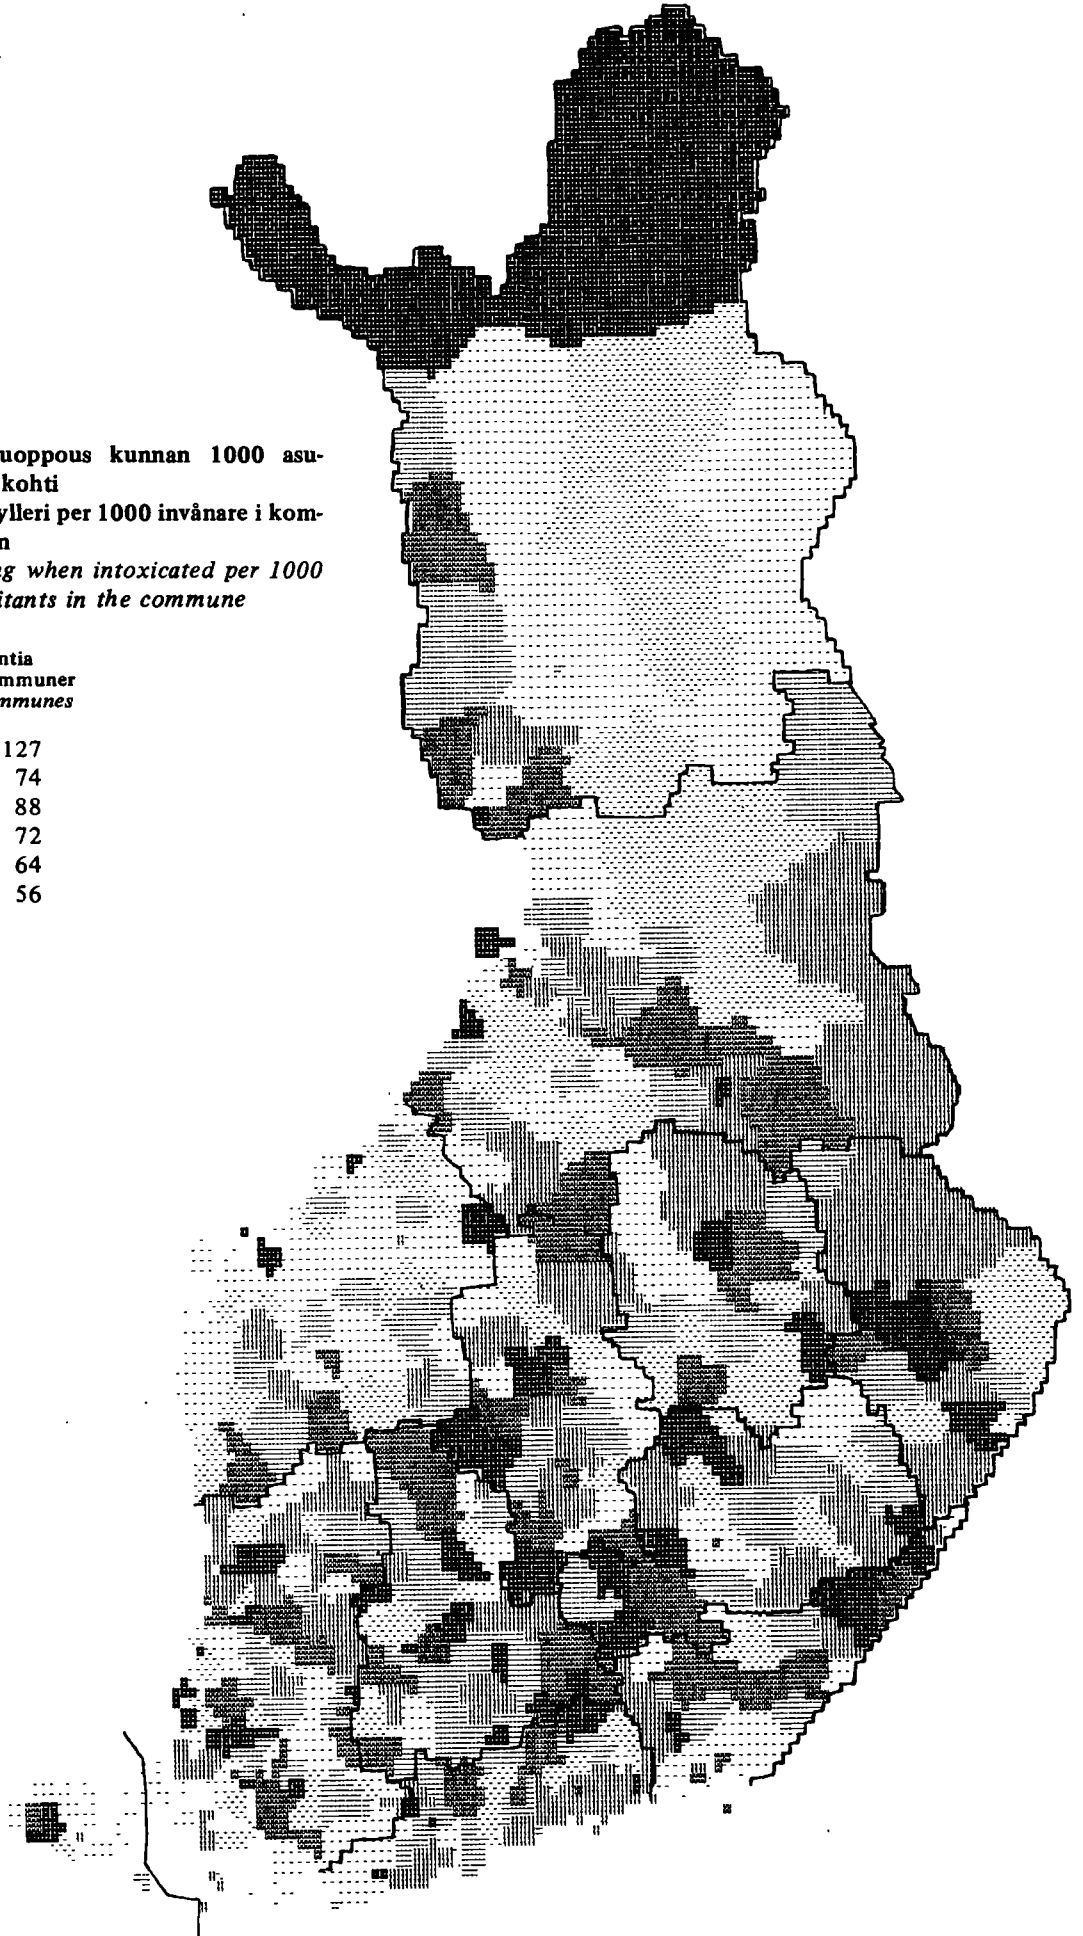 uoppous kunnan 1000 asu-
kohti
ylleri per 1000 invånare i kom-
n
g when intoxicated per 1000
itants in the commune
ntia
mmuner
mmunes
127
74
88
72
64
56